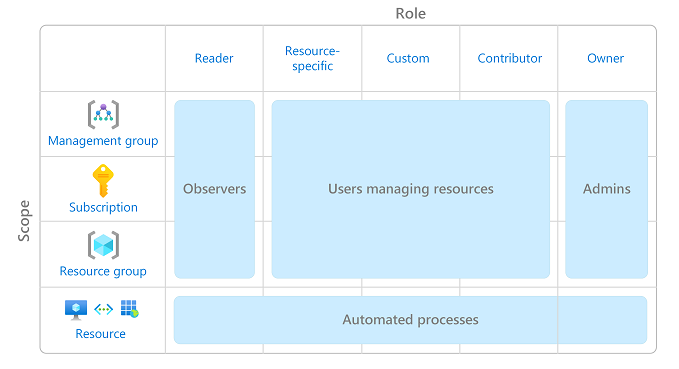 Role
Reader
Resource-
specific
Custom
Contributor
Owner
Scope
Management group
Observers
Users managing resources
Admins
Subscription
Resource group
Resource
Automated processes